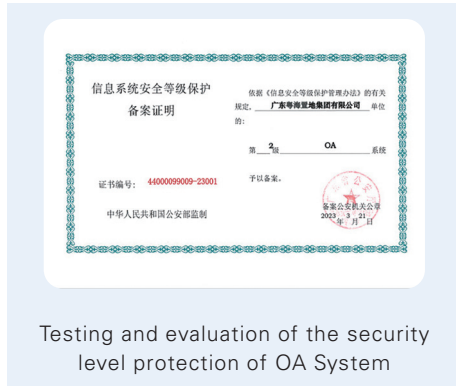 信息系统安全等级保护
备案证明
证书编号： 44000099009-23001
中华人民共和国公安部监制
依据《信息安全等级保护管理办法》的有关
规定， 广东粤海置地集团有限公司 单位
的：
第 2 级 OA 系统
予以备案。
备案公安机关公章
2023 年 3 月 21 日
Testing and evaluation of the security
level protection of OA System